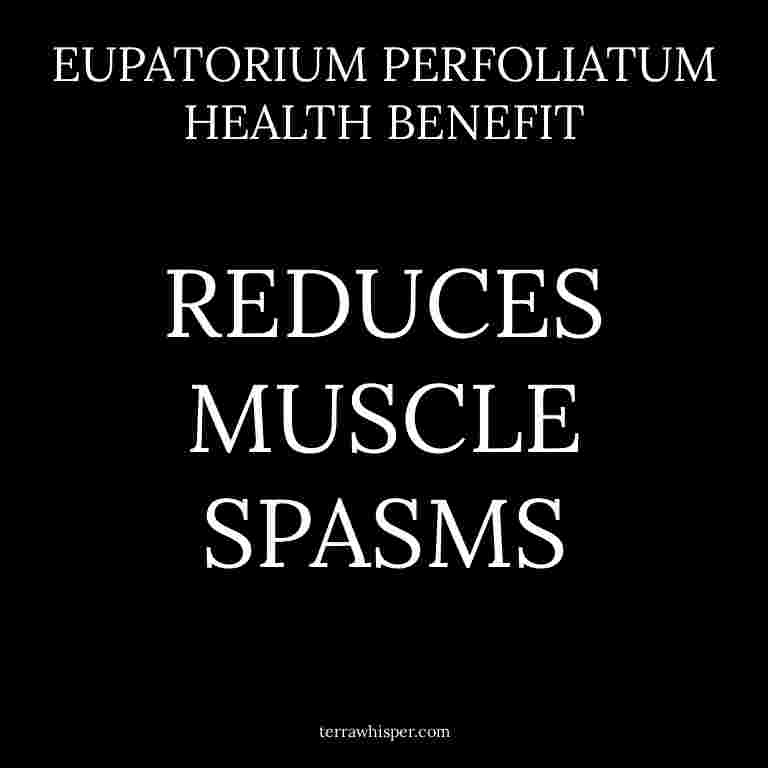 EUPATORIUM PERFOLIATUM
HEALTH BENEFIT
REDUCES
MUSCLE
SPASMS
terrawhisper.com